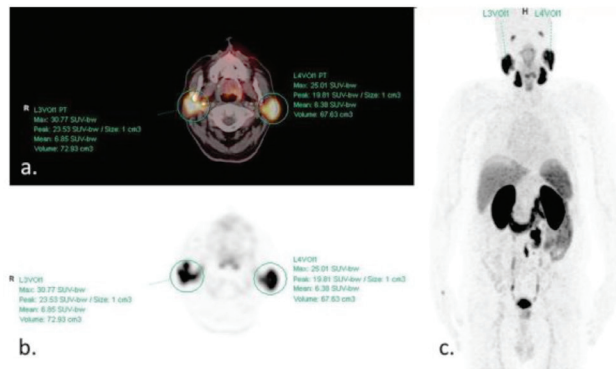 L4VOI1 PT
Max: 25.01 SUV-bw
Peak: 19.81 SUV-bw / Size: 1 cm3
Mean: 6.38 SUV-bw
Volume: 67.63 cm3
R
L3VOI1 PT
Max: 30.77 SUV-bw
Peak: 23.53 SUV-bw / Size: 1 cm3
Mean: 6.85 SUV-bw
Volume: 72.93 cm3
a.
R
L3VOI1
Max: 30.77 SUV-bw
Peak: 23.53 SUV-bw / Size: 1 cm3
Mean: 6.85 SUV-bw
Volume: 72.93 cm3
L4VOI1
Max: 25.01 SUV-bw
Peak: 19.81 SUV-bw / Size: 1 cm3
Mean: 6.38 SUV-bw
Volume: 67.63 cm3
b.
L3VOI1 H L4VOI1
c.